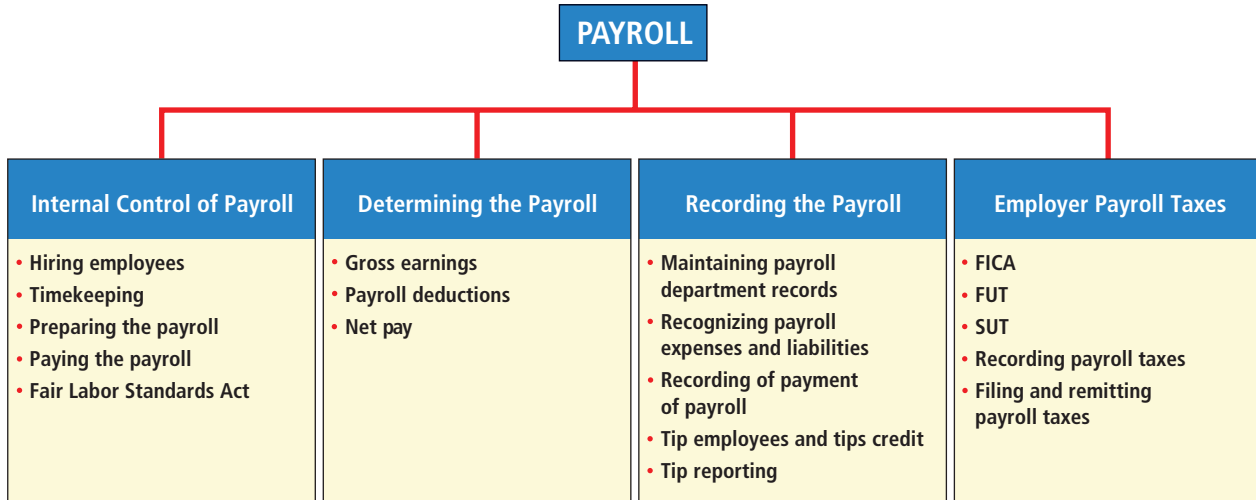 PAYROLL
Internal Control of Payroll
• Hiring employees
• Timekeeping
• Preparing the payroll
• Paying the payroll
• Fair Labor Standards Act
Determining the Payroll
• Gross earnings
• Payroll deductions
• Net pay
Recording the Payroll
• Maintaining payroll
department records
• Recognizing payroll
expenses and liabilities
• Recording of payment
of payroll
• Tip employees and tips credit
• Tip reporting
Employer Payroll Taxes
• FICA
• FUT
• SUT
• Recording payroll taxes
• Filing and remitting
payroll taxes